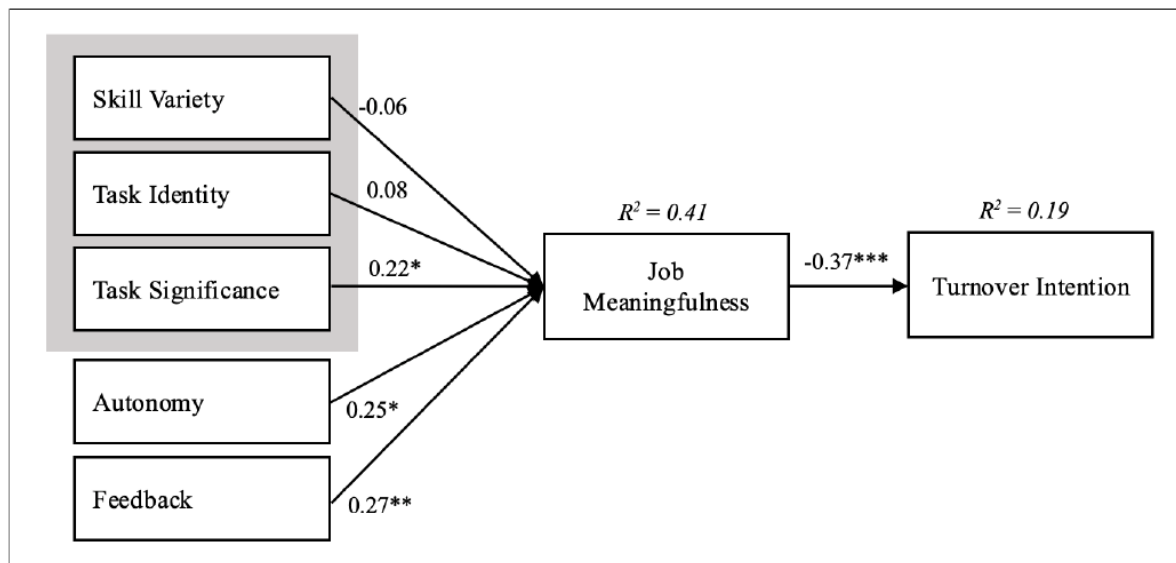 Skill Variety
-0.06
Task Identity
0.08
Task Significance
0.22*
Autonomy
0.25*
Feedback
0.27**
R² = 0.41
Job
Meaningfulness
-0.37***
R² = 0.19
Turnover Intention